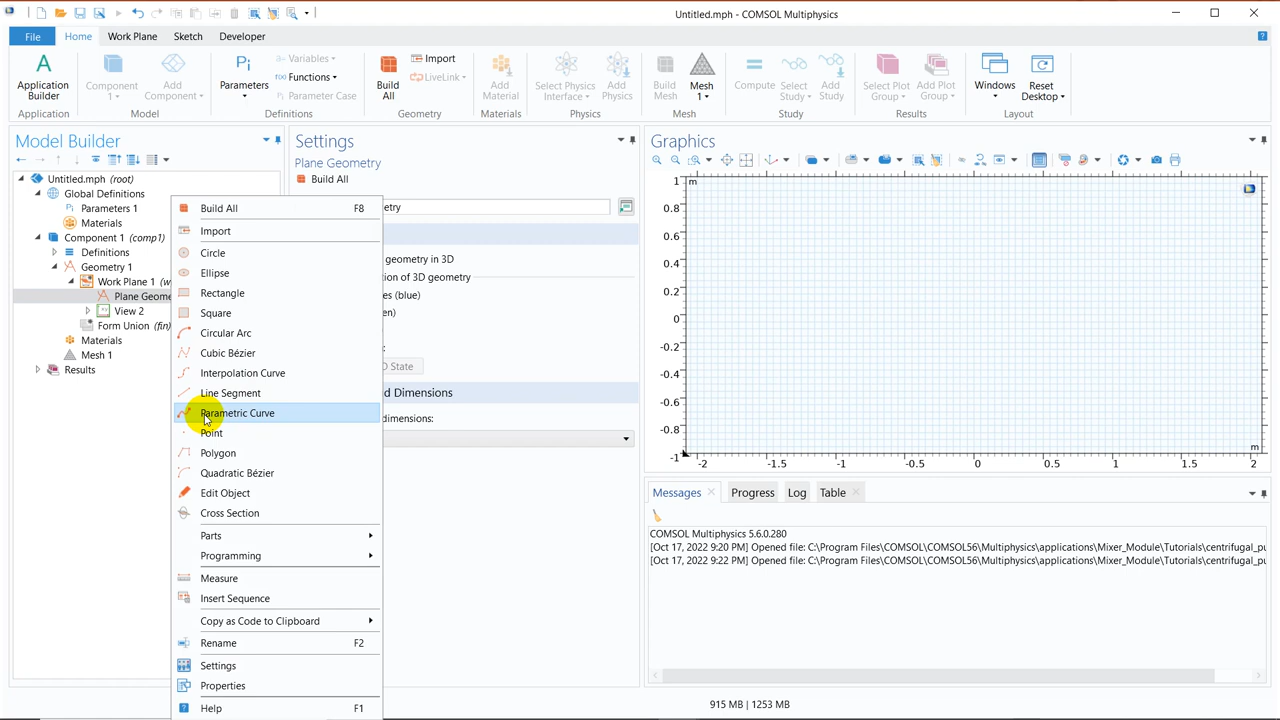 Untitled.mph - COMSOL Multiphysics
File Home Work Plane Sketch Developer
Application Builder
Component 1
Add Component
Pi Parameters
Variables
f(x) Functions
Pi Parameter Case
Build All
Import
LiveLink
Add Material
Select Physics Interface
Add Physics
Build Mesh
Mesh 1
Compute
Select Study
Add Study
Select Plot Group
Add Plot Group
Windows
Reset Desktop
Application Model Definitions Geometry Materials Physics Mesh Study Results Layout
Model Builder
Untitled.mph (root)
Global Definitions
Pi Parameters 1
Materials
Component 1 (comp1)
Definitions
Geometry 1
Work Plane 1 (w
Plane Geome
View 2
Form Union (fin)
Materials
Mesh 1
Results
Build All F8
Import
Circle
Ellipse
Rectangle
Square
Circular Arc
Cubic Bézier
Interpolation Curve
Line Segment
Parametric Curve
Point
Polygon
Quadratic Bézier
Edit Object
Cross Section
Parts
Programming
Measure
Insert Sequence
Copy as Code to Clipboard
Rename F2
Settings
Properties
Help F1
Settings
Plane Geometry
Build All
etry
geometry in 3D
ion of 3D geometry
es (blue)
en)
:
D State
d Dimensions
dimensions:
Graphics
m
1
0.8
0.6
0.4
0.2
0
-0.2
-0.4
-0.6
-0.8
-1
m
-2 -1.5 -1 -0.5 0 0.5 1 1.5 2
Messages Progress Log Table
COMSOL Multiphysics 5.6.0.280
[Oct 17, 2022 9:20 PM] Opened file: C:\Program Files\COMSOL\COMSOL56\Multiphysics\applications\Mixer_Module\Tutorials\centrifugal_pu
[Oct 17, 2022 9:22 PM] Opened file: C:\Program Files\COMSOL\COMSOL56\Multiphysics\applications\Mixer_Module\Tutorials\centrifugal_pu
915 MB | 1253 MB